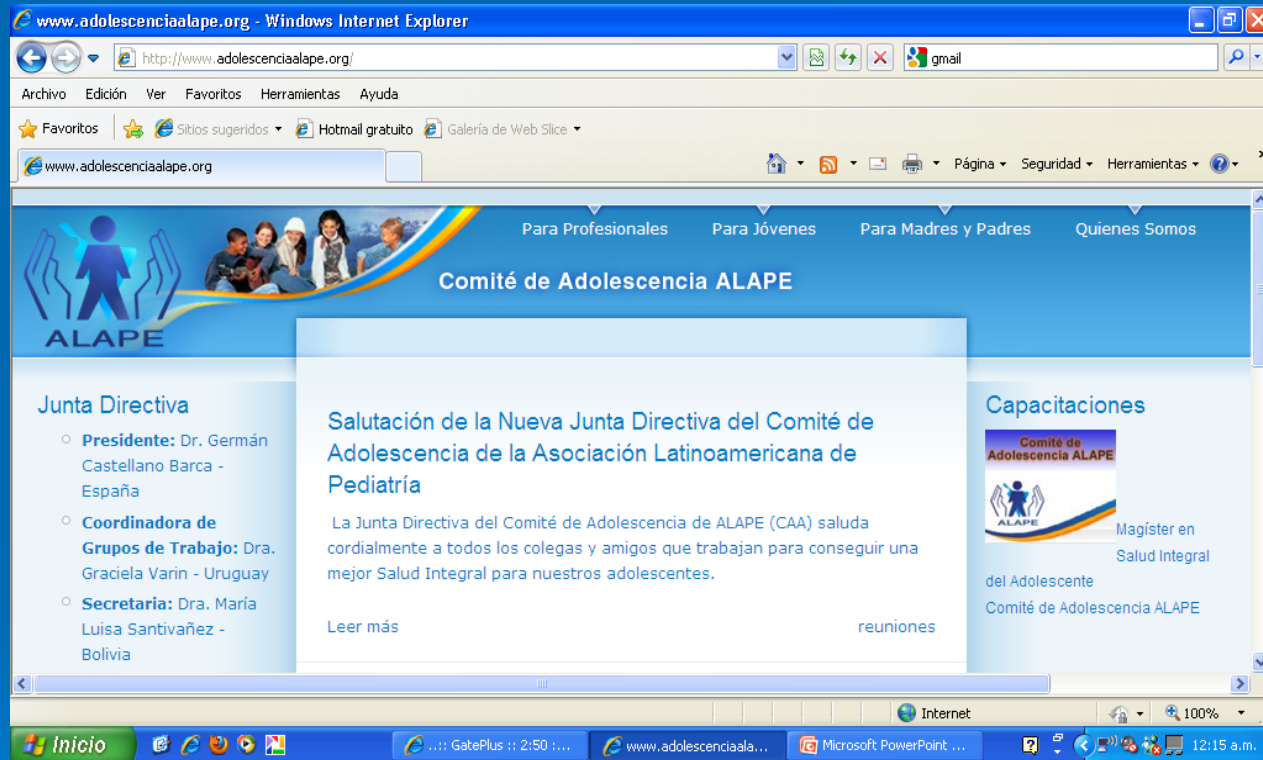 www.adolescenciaalape.org - Windows Internet Explorer
http://www.adolescenciaalape.org/
gmail
Archivo Edición Ver Favoritos Herramientas Ayuda
Favoritos Sitios sugeridos Hotmail gratuito Galería de Web Slice
www.adolescenciaalape.org
Página Seguridad Herramientas
Para Profesionales Para Jóvenes Para Madres y Padres Quienes Somos
Comité de Adolescencia ALAPE
ALAPE
Junta Directiva
Presidente: Dr. Germán
Castellano Barca -
España
Coordinadora de
Grupos de Trabajo: Dra.
Graciela Varin - Uruguay
Secretaria: Dra. María
Luisa Santivañez -
Bolivia
Salutación de la Nueva Junta Directiva del Comité de
Adolescencia de la Asociación Latinoamericana de
Pediatría
La Junta Directiva del Comité de Adolescencia de ALAPE (CAA) saluda
cordialmente a todos los colegas y amigos que trabajan para conseguir una
mejor Salud Integral para nuestros adolescentes.
Leer más reuniones
Capacitaciones
Comité de
Adolescencia ALAPE
ALAPE
Magíster en
Salud Integral
del Adolescente
Comité de Adolescencia ALAPE
Internet 100%
Inicio ..:: GatePlus :: 2:50 :... www.adolescenciaala... Microsoft PowerPoint ... 12:15 a.m.